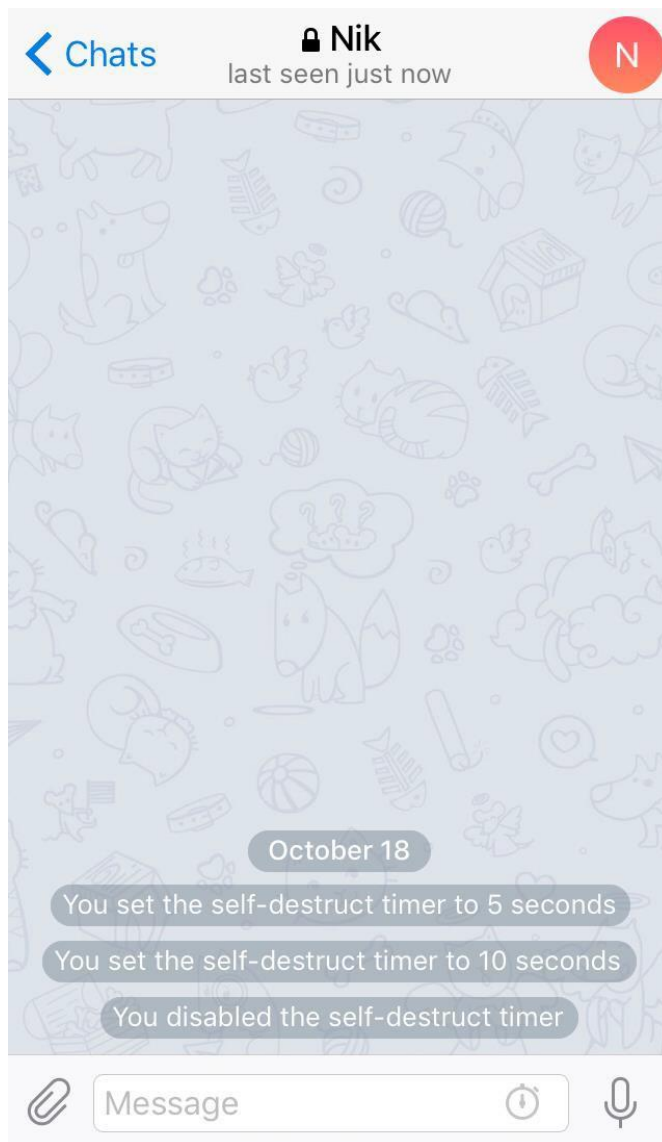 Chats
Nik
last seen just now
N
October 18
You set the self-destruct timer to 5 seconds
You set the self-destruct timer to 10 seconds
You disabled the self-destruct timer
Message